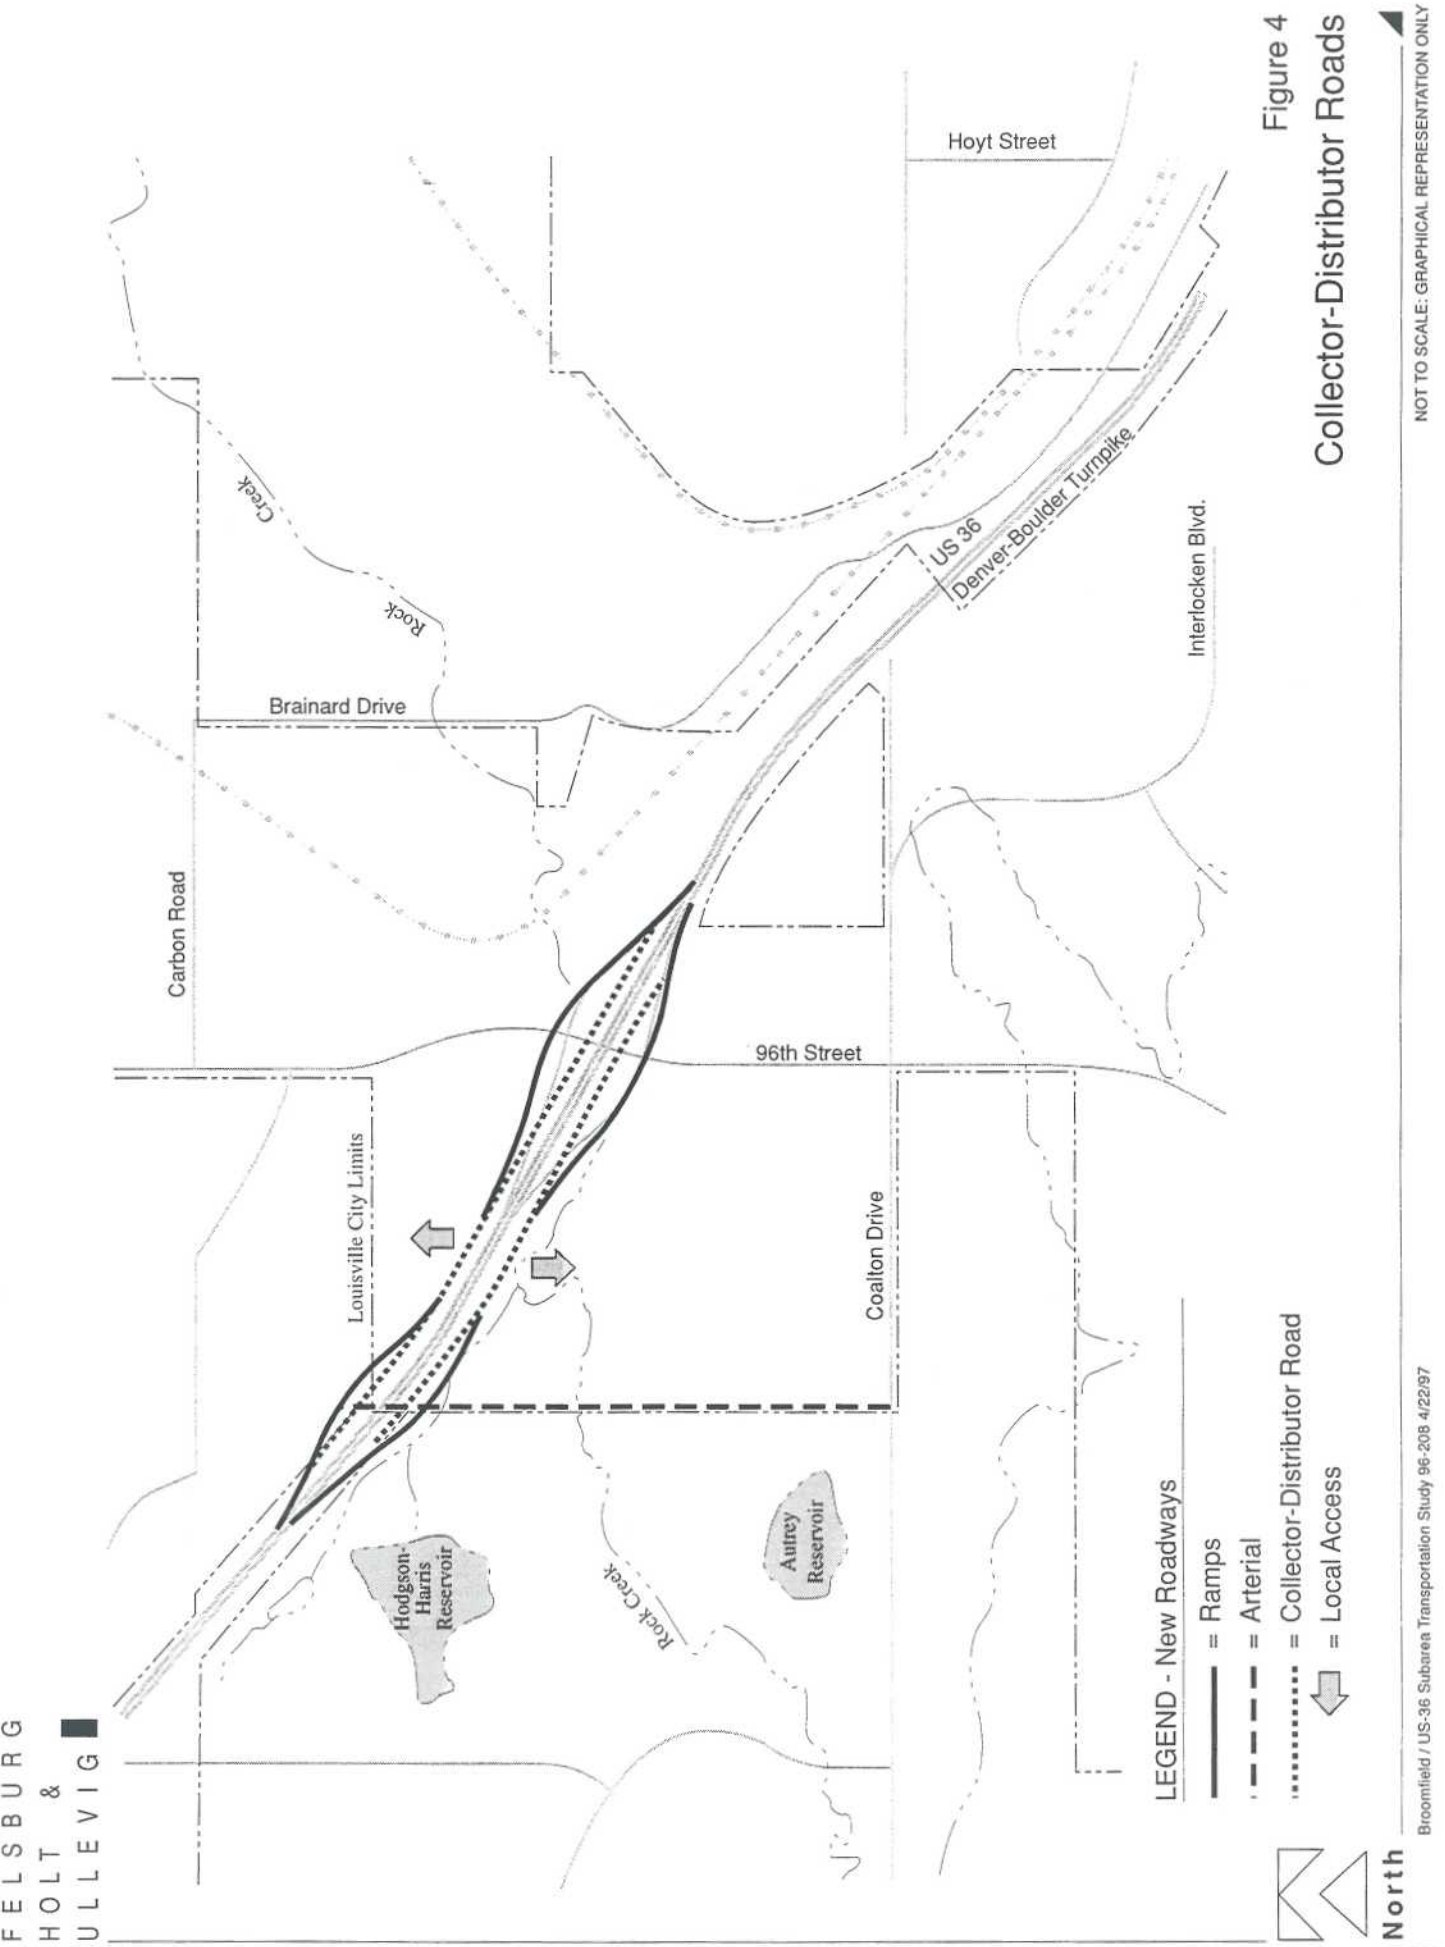 FELSBURG
HOLT &
ULLEVIG
Carbon Road
Brainard Drive
Creek
Rock
Hoyt Street
Louisville City Limits
96th Street
US 36
Denver-Boulder Turnpike
Hodgson-
Harris
Reservoir
Rock Creek
Autrey
Reservoir
Coalton Drive
Interlocken Blvd.
LEGEND - New Roadways
= Ramps
= Arterial
= Collector-Distributor Road
= Local Access
Figure 4
Collector-Distributor Roads
North
Broomfield / US-36 Subarea Transportation Study 96-208 4/22/97
NOT TO SCALE: GRAPHICAL REPRESENTATION ONLY